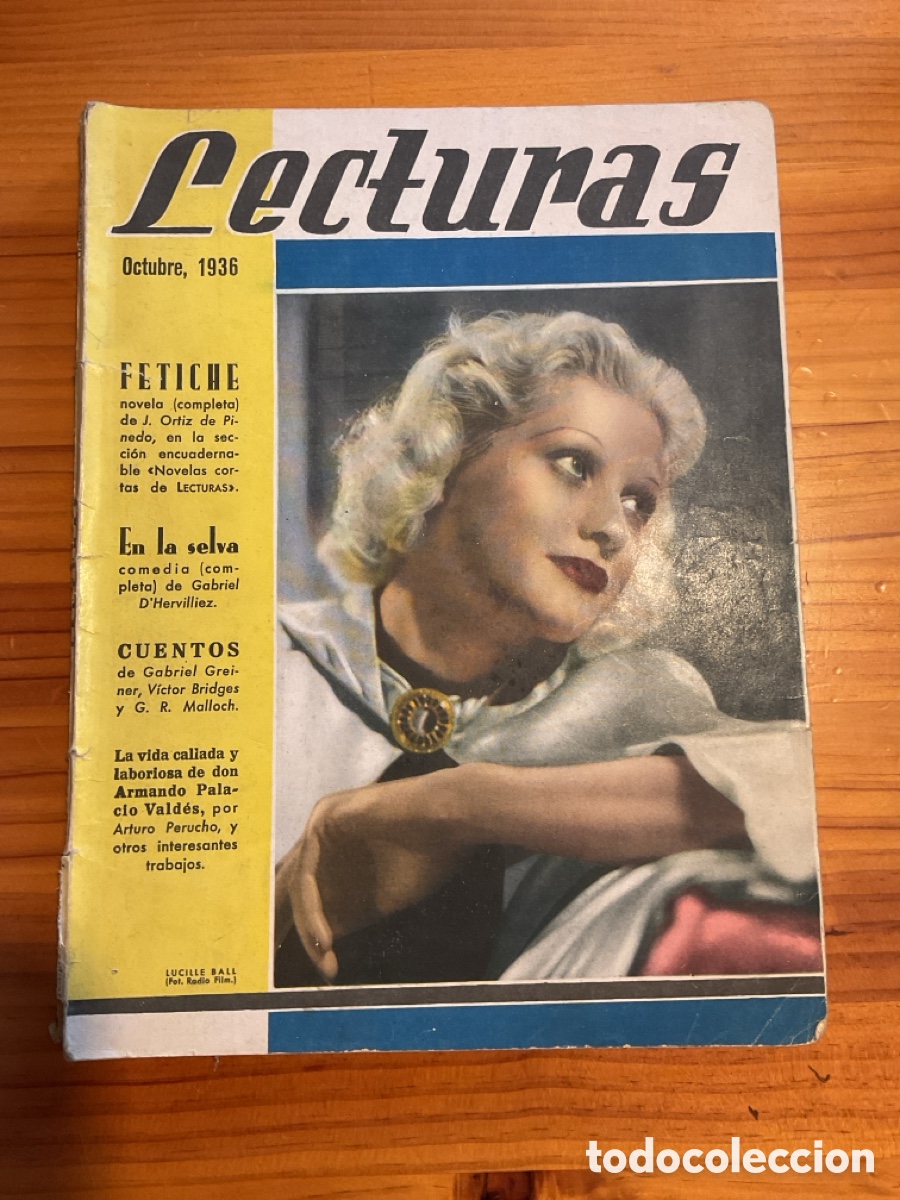 Lecturas
Octubre, 1936
FETICHE
novela (completa)
de J. Ortiz de Pi-
nedo, en la sec-
ción encuaderna-
ble «Novelas cor-
tas de LECTURAS».
En la selva
comedia (com-
pleta) de Gabriel
D'Hervilliez.
CUENTOS
de Gabriel Grei-
ner, Víctor Bridges
y G. R. Malloch.
La vida callada y
laboriosa de don
Armando Pala-
cio Valdés, por
Arturo Perucho, y
otros interesantes
trabajos.
LUCILLE BALL
(Fot. Radio Film.)
todocoleccion